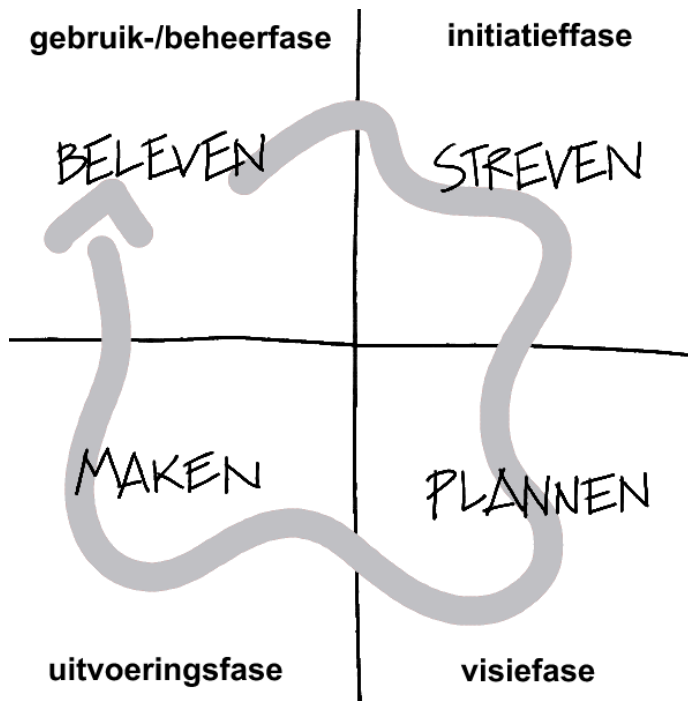 gebruik-/beheerfase
initiatieffase
BELEVEN
STREVEN
MAKEN
PLANNEN
uitvoeringsfase
visiefase